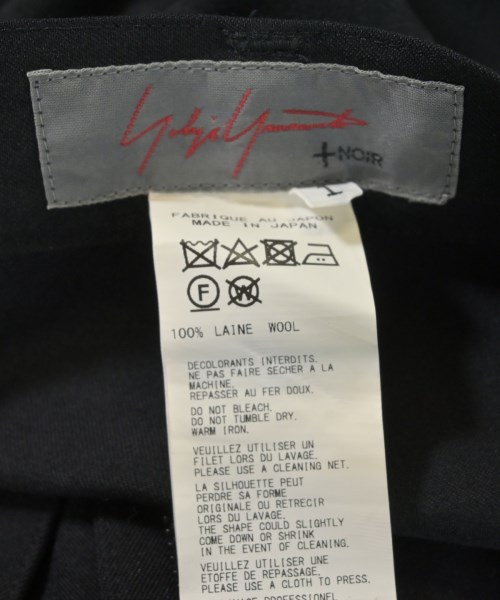 Yohji Yamamoto
+NOIR
1
FABRIQUE AU JAPON
MADE IN JAPAN
F W
100% LAINE WOOL
DECOLORANTS INTERDITS.
NE PAS FAIRE SECHER A LA
MACHINE.
REPASSER AU FER DOUX.
DO NOT BLEACH.
DO NOT TUMBLE DRY.
WARM IRON.
VEUILLEZ UTILISER UN
FILET LORS DU LAVAGE.
PLEASE USE A CLEANING NET.
LA SILHOUETTE PEUT
PERDRE SA FORME
ORIGINALE OU RETRECIR
LORS DU LAVAGE.
THE SHAPE COULD SLIGHTLY
COME DOWN OR SHRINK
IN THE EVENT OF CLEANING.
VEUILLEZ UTILISER UNE
ETOFFE DE REPASSAGE.
PLEASE USE A CLOTH TO PRESS.
PROFESSIONEL